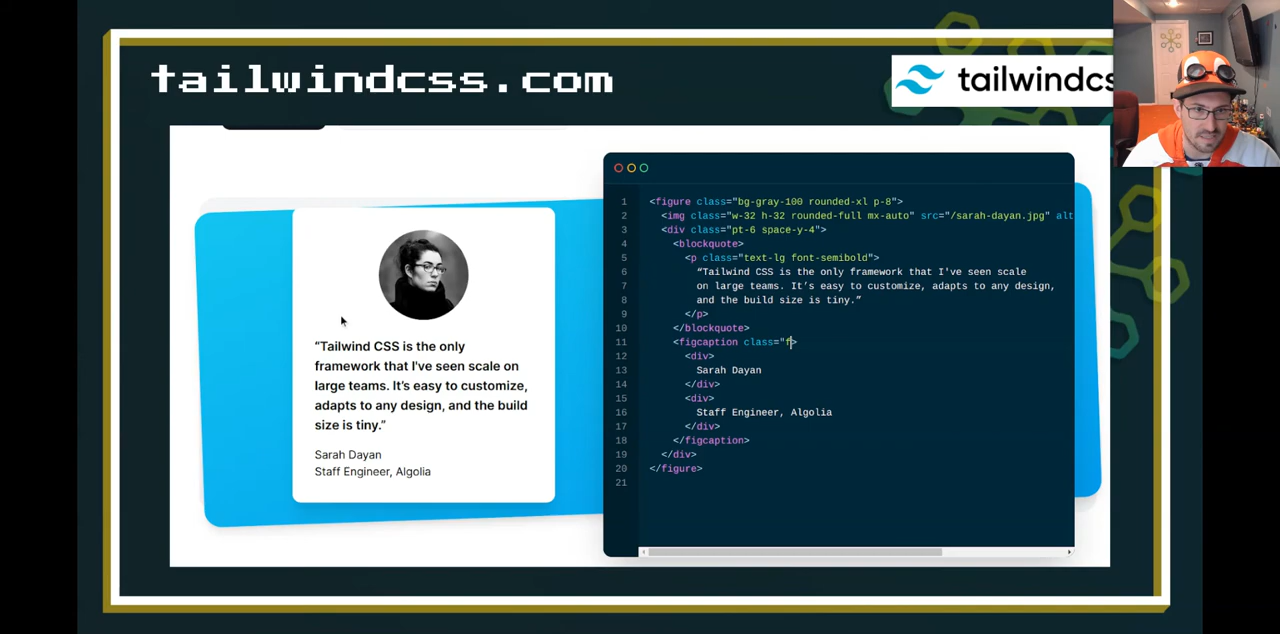 tailwindcss.com
tailwindcs
“Tailwind CSS is the only
framework that I've seen scale on
large teams. It’s easy to customize,
adapts to any design, and the build
size is tiny.”
Sarah Dayan
Staff Engineer, Algolia
1 <figure class="bg-gray-100 rounded-xl p-8">
2 <img class="w-32 h-32 rounded-full mx-auto" src="/sarah-dayan.jpg" alt
3 <div class="pt-6 space-y-4">
4 <blockquote>
5 <p class="text-lg font-semibold">
6 “Tailwind CSS is the only framework that I've seen scale
7 on large teams. It’s easy to customize, adapts to any design,
8 and the build size is tiny.”
9 </p>
10 </blockquote>
11 <figcaption class="f>
12 <div>
13 Sarah Dayan
14 </div>
15 <div>
16 Staff Engineer, Algolia
17 </div>
18 </figcaption>
19 </div>
20 </figure>
21